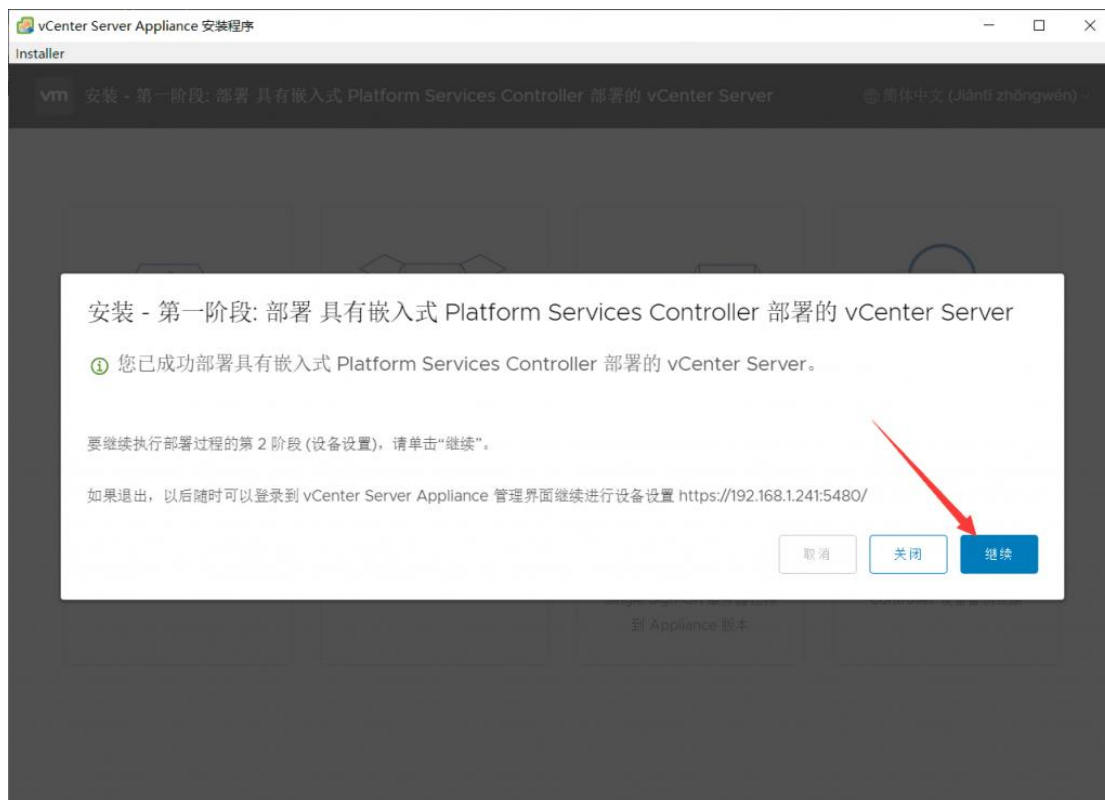 vCenter Server Appliance 安装程序
Installer
vm 安装 - 第一阶段: 部署 具有嵌入式 Platform Services Controller 部署的 vCenter Server
简体中文 (Jiǎntǐ zhōngwén)
安装 - 第一阶段: 部署 具有嵌入式 Platform Services Controller 部署的 vCenter Server
您已成功部署具有嵌入式 Platform Services Controller 部署的 vCenter Server。
要继续执行部署过程的第 2 阶段 (设备设置)，请单击“继续”。
如果退出，以后随时可以登录到 vCenter Server Appliance 管理界面继续进行设备设置 https://192.168.1.241:5480/
取消
关闭
继续
到 Appliance 版本